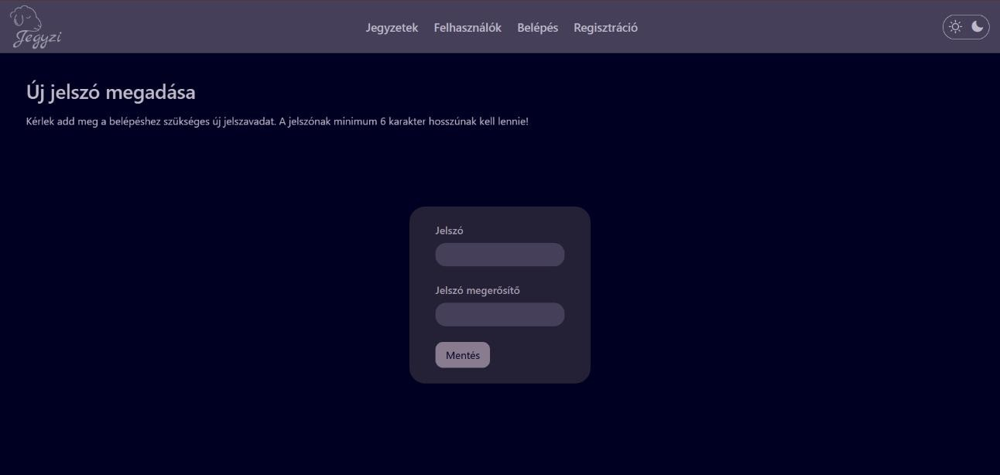 Jegyzi
Jegyzetek Felhasználók Belépés Regisztráció
Új jelszó megadása
Kérlek add meg a belépéshez szükséges új jelszavadat. A jelszónak minimum 6 karakter hosszúnak kell lennie!
Jelszó
Jelszó megerősítő
Mentés